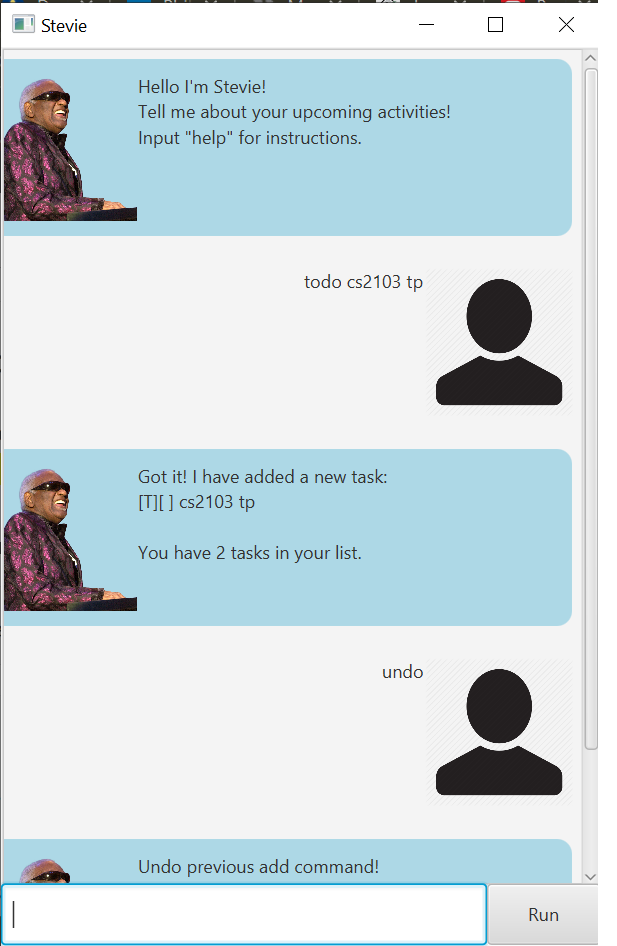 Stevie
Hello I'm Stevie!
Tell me about your upcoming activities!
Input "help" for instructions.
todo cs2103 tp
Got it! I have added a new task:
[T][ ] cs2103 tp
You have 2 tasks in your list.
undo
Undo previous add command!
Run